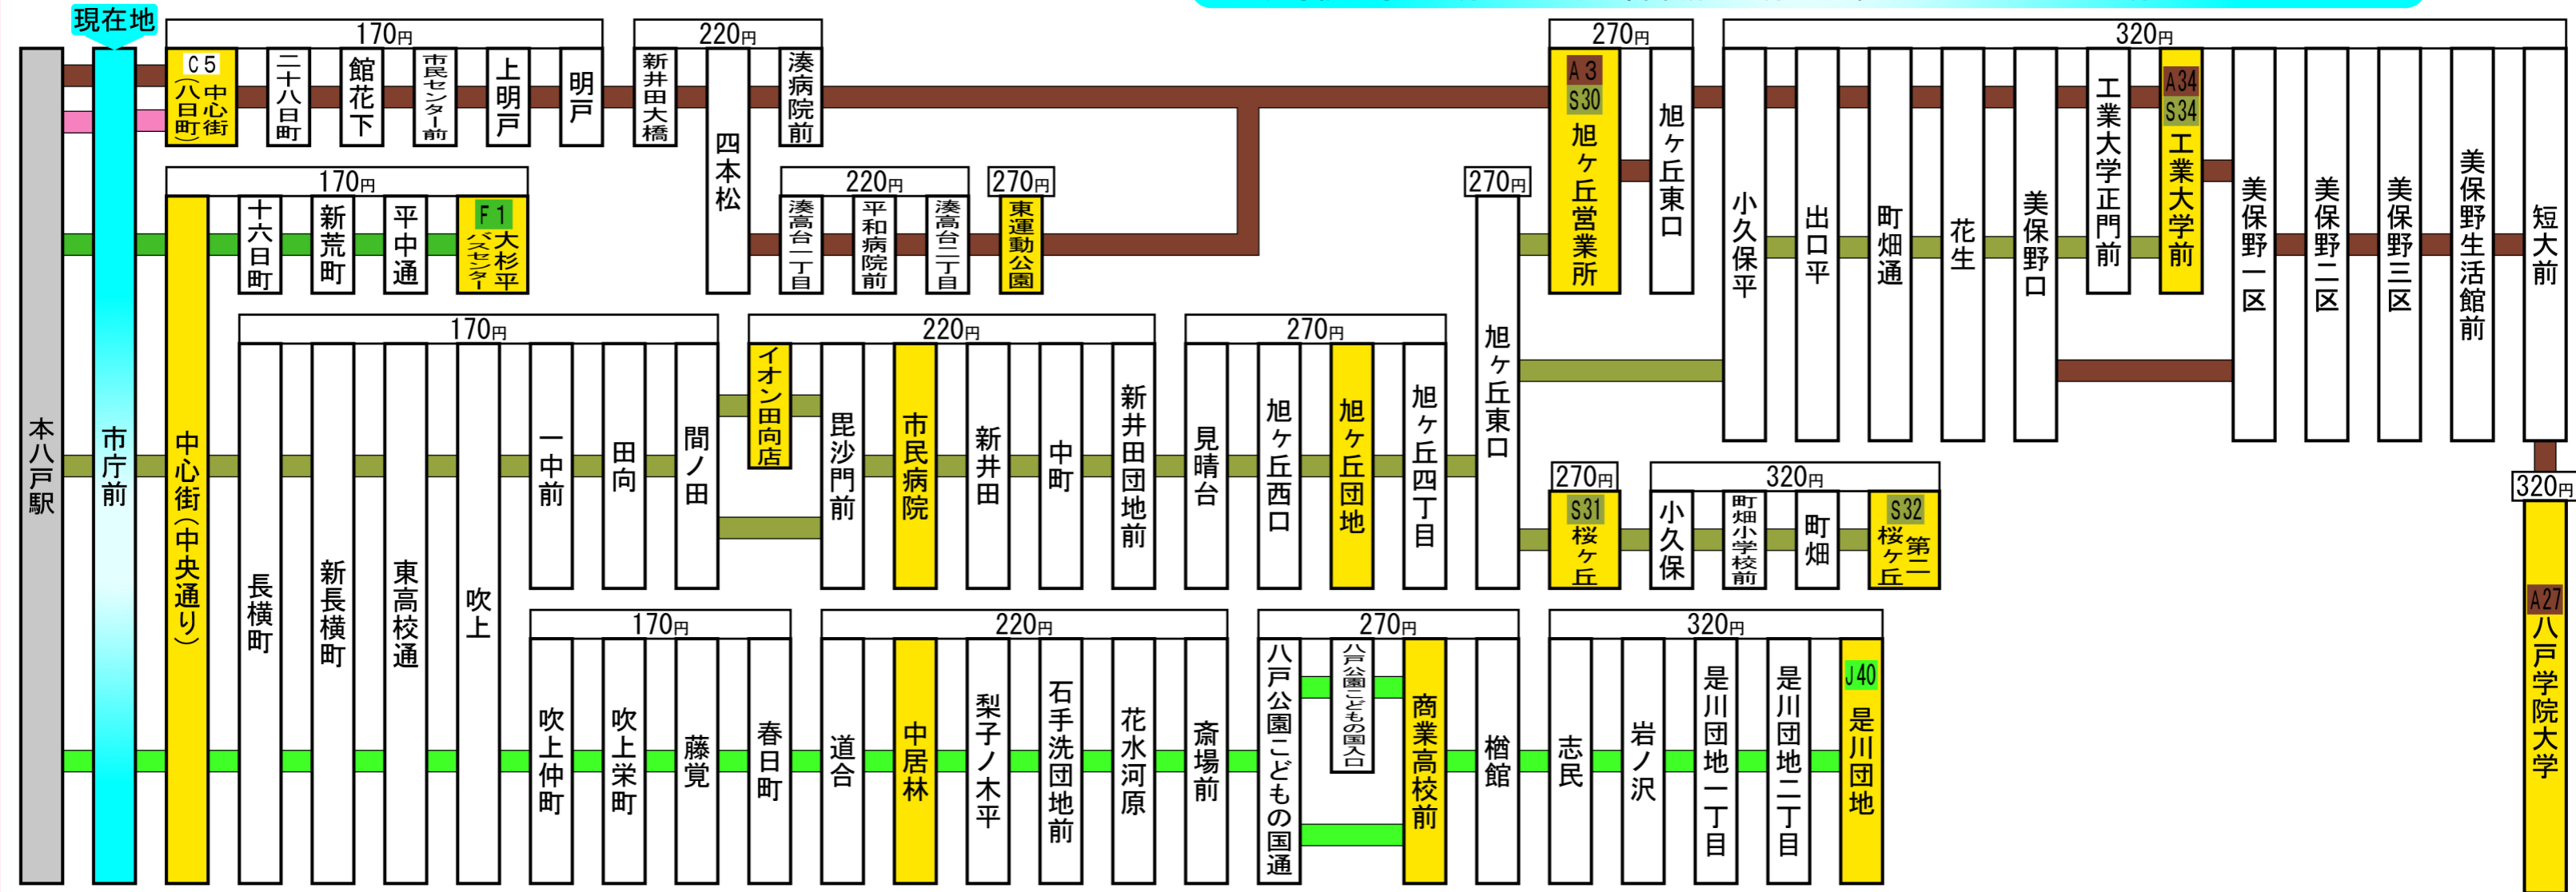 現在地
本八戸駅
市庁前
170円
C5
中心街
(八日町)
二十八日町
館花下
市民センター前
上明戸
明戸
220円
新井田大橋
四本松
湊病院前
270円
A3
S30
旭ヶ丘営業所
旭ヶ丘東口
320円
小久保平
出口平
町畑通
花生
美保野口
工業大学正門前
A34
S34
工業大学前
美保野一区
美保野二区
美保野三区
美保野生活館前
短大前
320円
A27
八戸学院大学
170円
中心街(中央通り)
十六日町
新荒町
平中通
F1
大杉平
バスセンター
220円
湊高台一丁目
平和病院前
湊高台二丁目
270円
東運動公園
170円
長横町
新長横町
東高校通
吹上
一中前
田向
間ノ田
220円
イオン田向店
毘沙門前
市民病院
新井田
中町
新井田団地前
270円
見晴台
旭ヶ丘西口
旭ヶ丘団地
旭ヶ丘四丁目
270円
旭ヶ丘東口
270円
S31
桜ヶ丘
320円
小久保
町畑小学校前
町畑
S32
第二
桜ヶ丘
170円
吹上仲町
吹上栄町
藤覚
春日町
220円
道合
中居林
梨子ノ木平
石手洗団地前
花水河原
斎場前
270円
八戸公園こどもの国通
八戸公園こどもの国入口
商業高校前
楢館
320円
志民
岩ノ沢
是川団地一丁目
是川団地二丁目
J40
是川団地